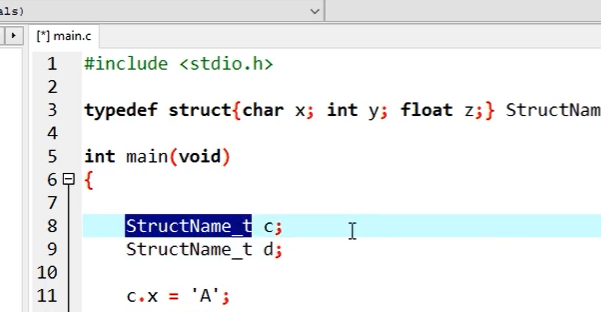 als)
[*] main.c
1 #include <stdio.h>
2
3 typedef struct{char x; int y; float z;} StructNam
4
5 int main(void)
6 {
7
8 StructName_t c;
9 StructName_t d;
10
11 c.x = 'A';